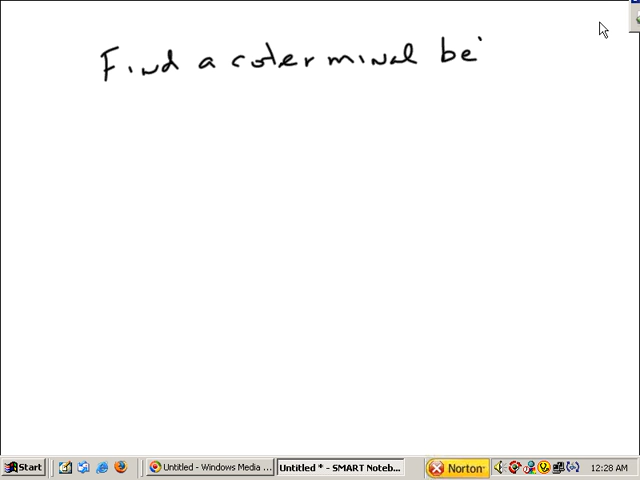 Find a coterminal be
Start
Untitled - Windows Media ...
Untitled * - SMART Noteb...
Norton
12:28 AM